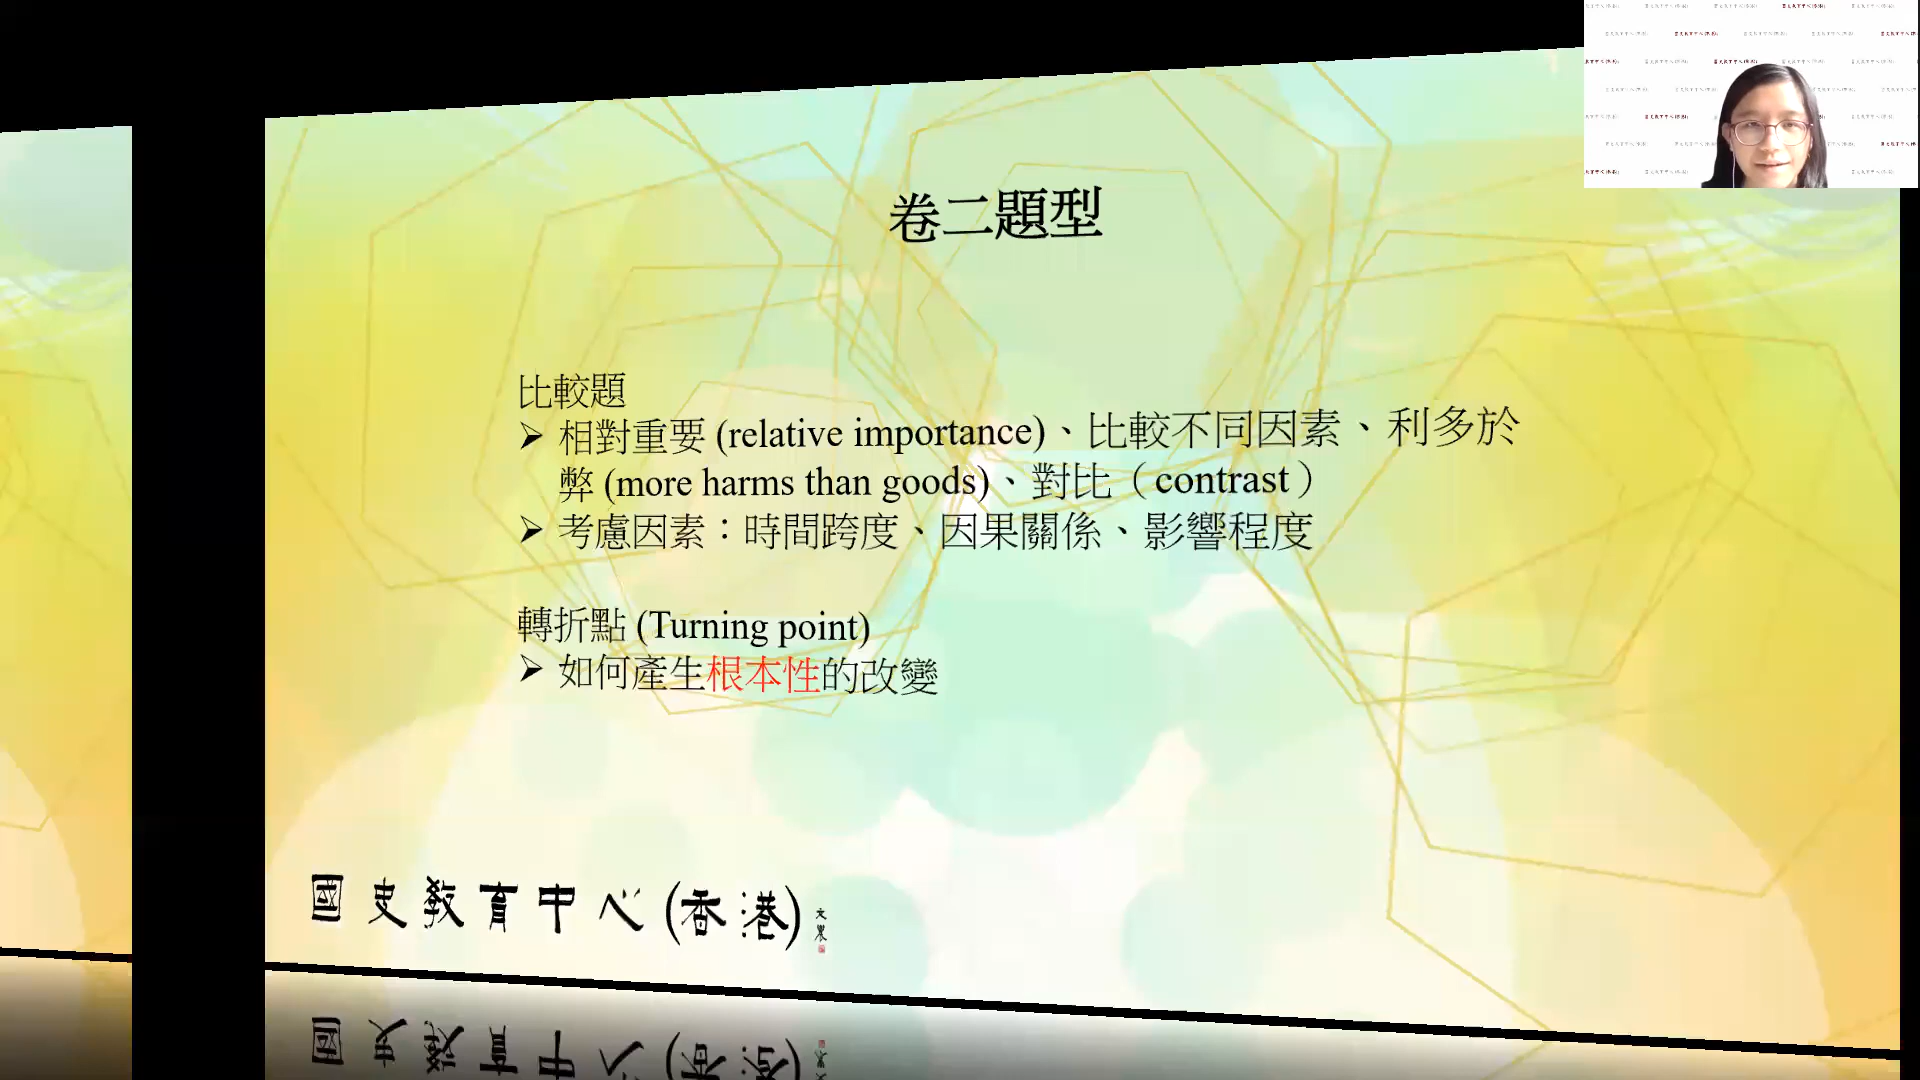 卷二題型
比較題
➢ 相對重要 (relative importance)、比較不同因素、利多於
弊 (more harms than goods)、對比（contrast）
➢ 考慮因素：時間跨度、因果關係、影響程度
轉折點 (Turning point)
➢ 如何產生根本性的改變
國史教育中心(香港)